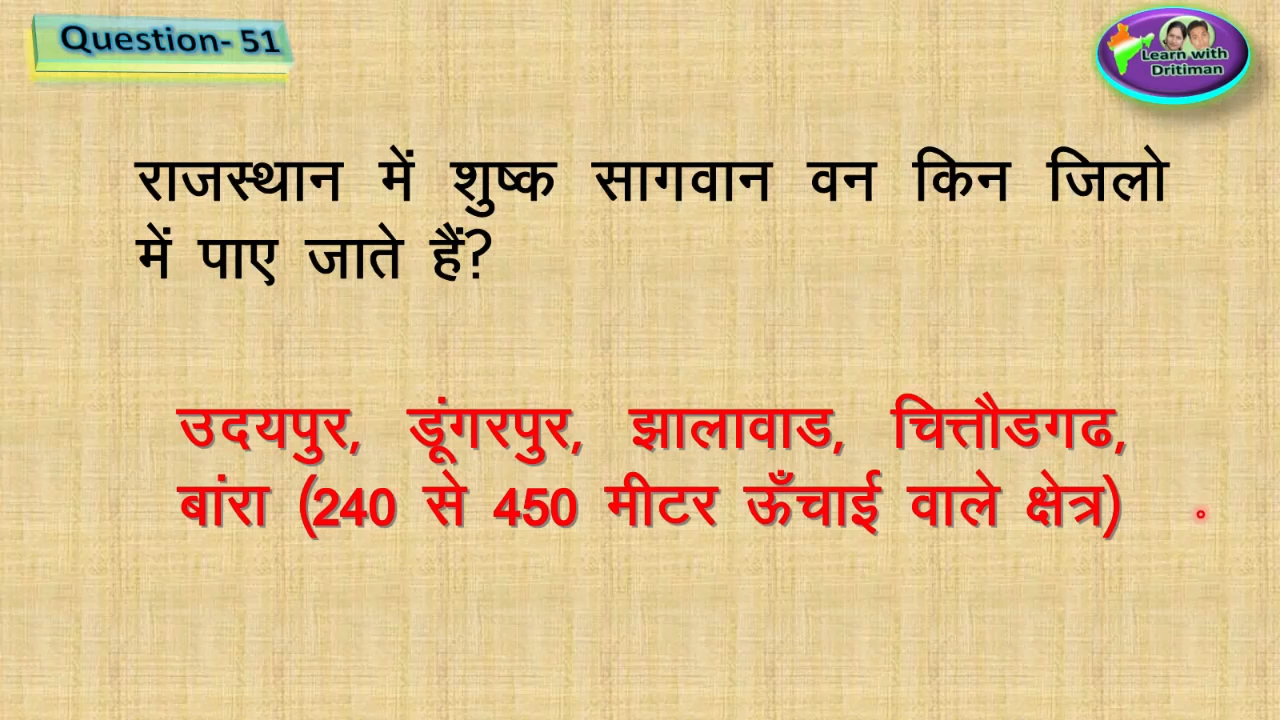 Question- 51
Learn with
Dritiman
राजस्थान में शुष्क सागवान वन किन जिलो
में पाए जाते हैं?
उदयपुर, डूंगरपुर, झालावाड, चित्तौडगढ,
बांरा (240 से 450 मीटर ऊँचाई वाले क्षेत्र)